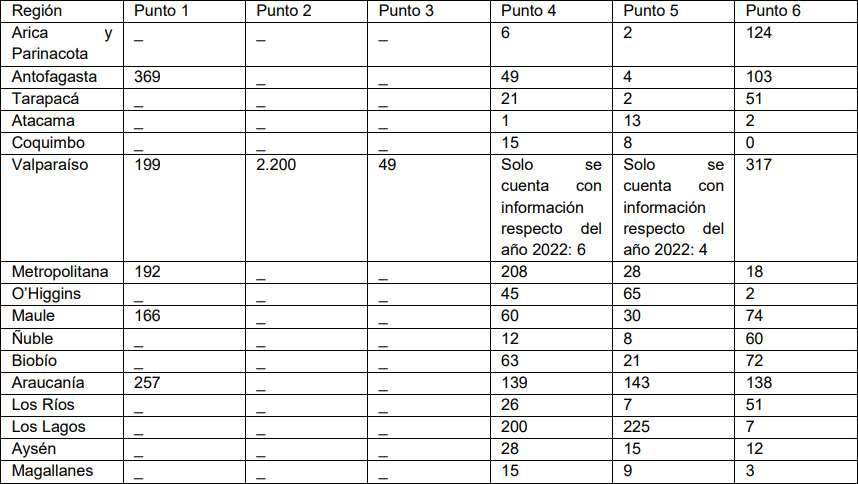 Región Punto 1 Punto 2 Punto 3 Punto 4 Punto 5 Punto 6
Arica y Parinacota _ _ _ 6 2 124
Antofagasta 369 _ _ 49 4 103
Tarapacá _ _ _ 21 2 51
Atacama _ _ _ 1 13 2
Coquimbo _ _ _ 15 8 0
Valparaíso 199 2.200 49 Solo se cuenta con información respecto del año 2022: 6 Solo se cuenta con información respecto del año 2022: 4 317
Metropolitana 192 _ _ 208 28 18
O’Higgins _ _ _ 45 65 2
Maule 166 _ _ 60 30 74
Ñuble _ _ _ 12 8 60
Biobío _ _ _ 63 21 72
Araucanía 257 _ _ 139 143 138
Los Ríos _ _ _ 26 7 51
Los Lagos _ _ _ 200 225 7
Aysén _ _ _ 28 15 12
Magallanes _ _ _ 15 9 3